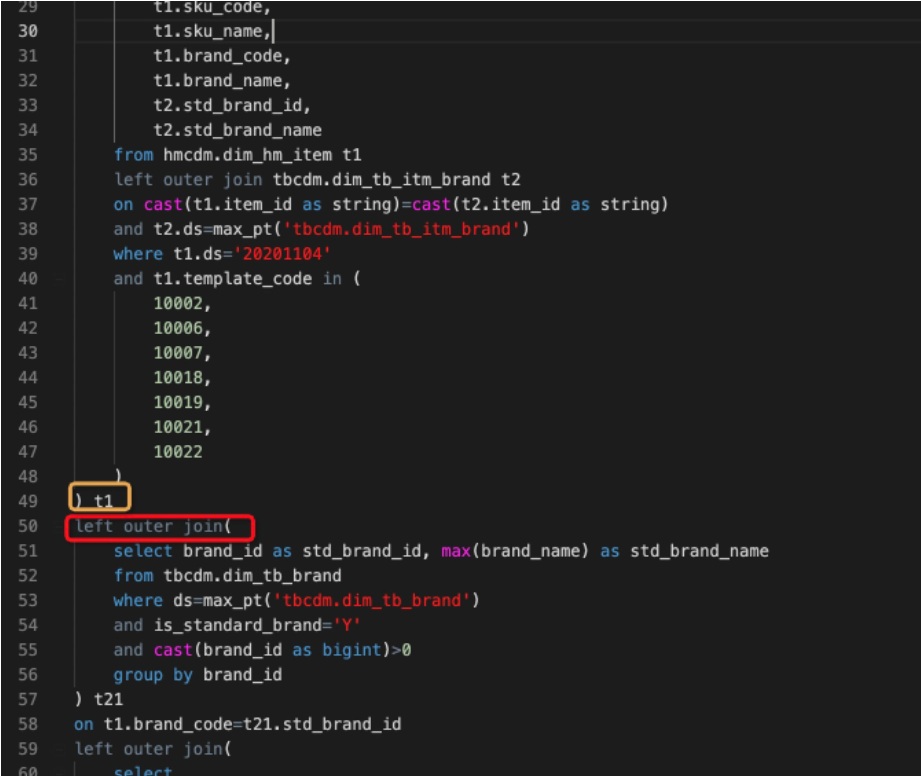 29 t1.sku_code,
30 t1.sku_name,
31 t1.brand_code,
32 t1.brand_name,
33 t2.std_brand_id,
34 t2.std_brand_name
35 from hmcdm.dim_hm_item t1
36 left outer join tbcdm.dim_tb_itm_brand t2
37 on cast(t1.item_id as string)=cast(t2.item_id as string)
38 and t2.ds=max_pt('tbcdm.dim_tb_itm_brand')
39 where t1.ds='20201104'
40 and t1.template_code in (
41 10002,
42 10006,
43 10007,
44 10018,
45 10019,
46 10021,
47 10022
48 )
49 ) t1
50 left outer join(
51 select brand_id as std_brand_id, max(brand_name) as std_brand_name
52 from tbcdm.dim_tb_brand
53 where ds=max_pt('tbcdm.dim_tb_brand')
54 and is_standard_brand='Y'
55 and cast(brand_id as bigint)>0
56 group by brand_id
57 ) t21
58 on t1.brand_code=t21.std_brand_id
59 left outer join(
60 select